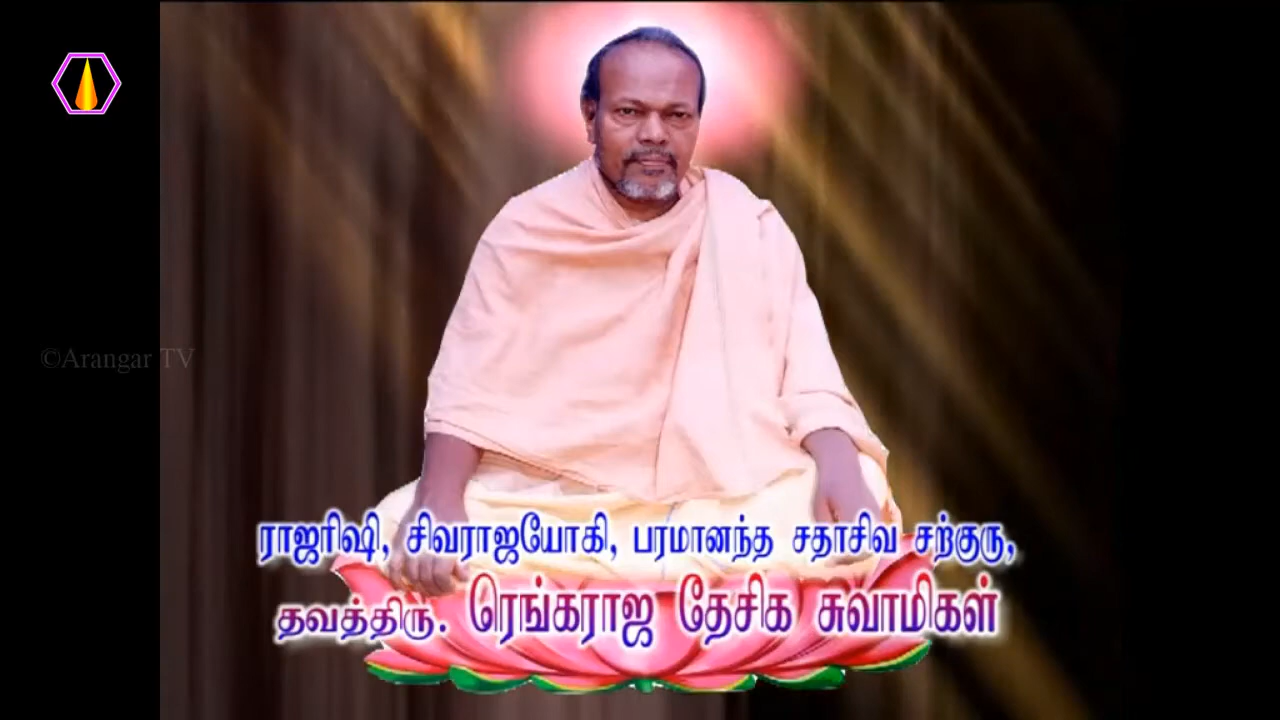 ©Arangar TV
ராஜரிஷி, சிவராஜயோகி, பரமானந்த சதாசிவ சற்குரு,
தவத்திரு. ரெங்கராஜ தேசிக சுவாமிகள்